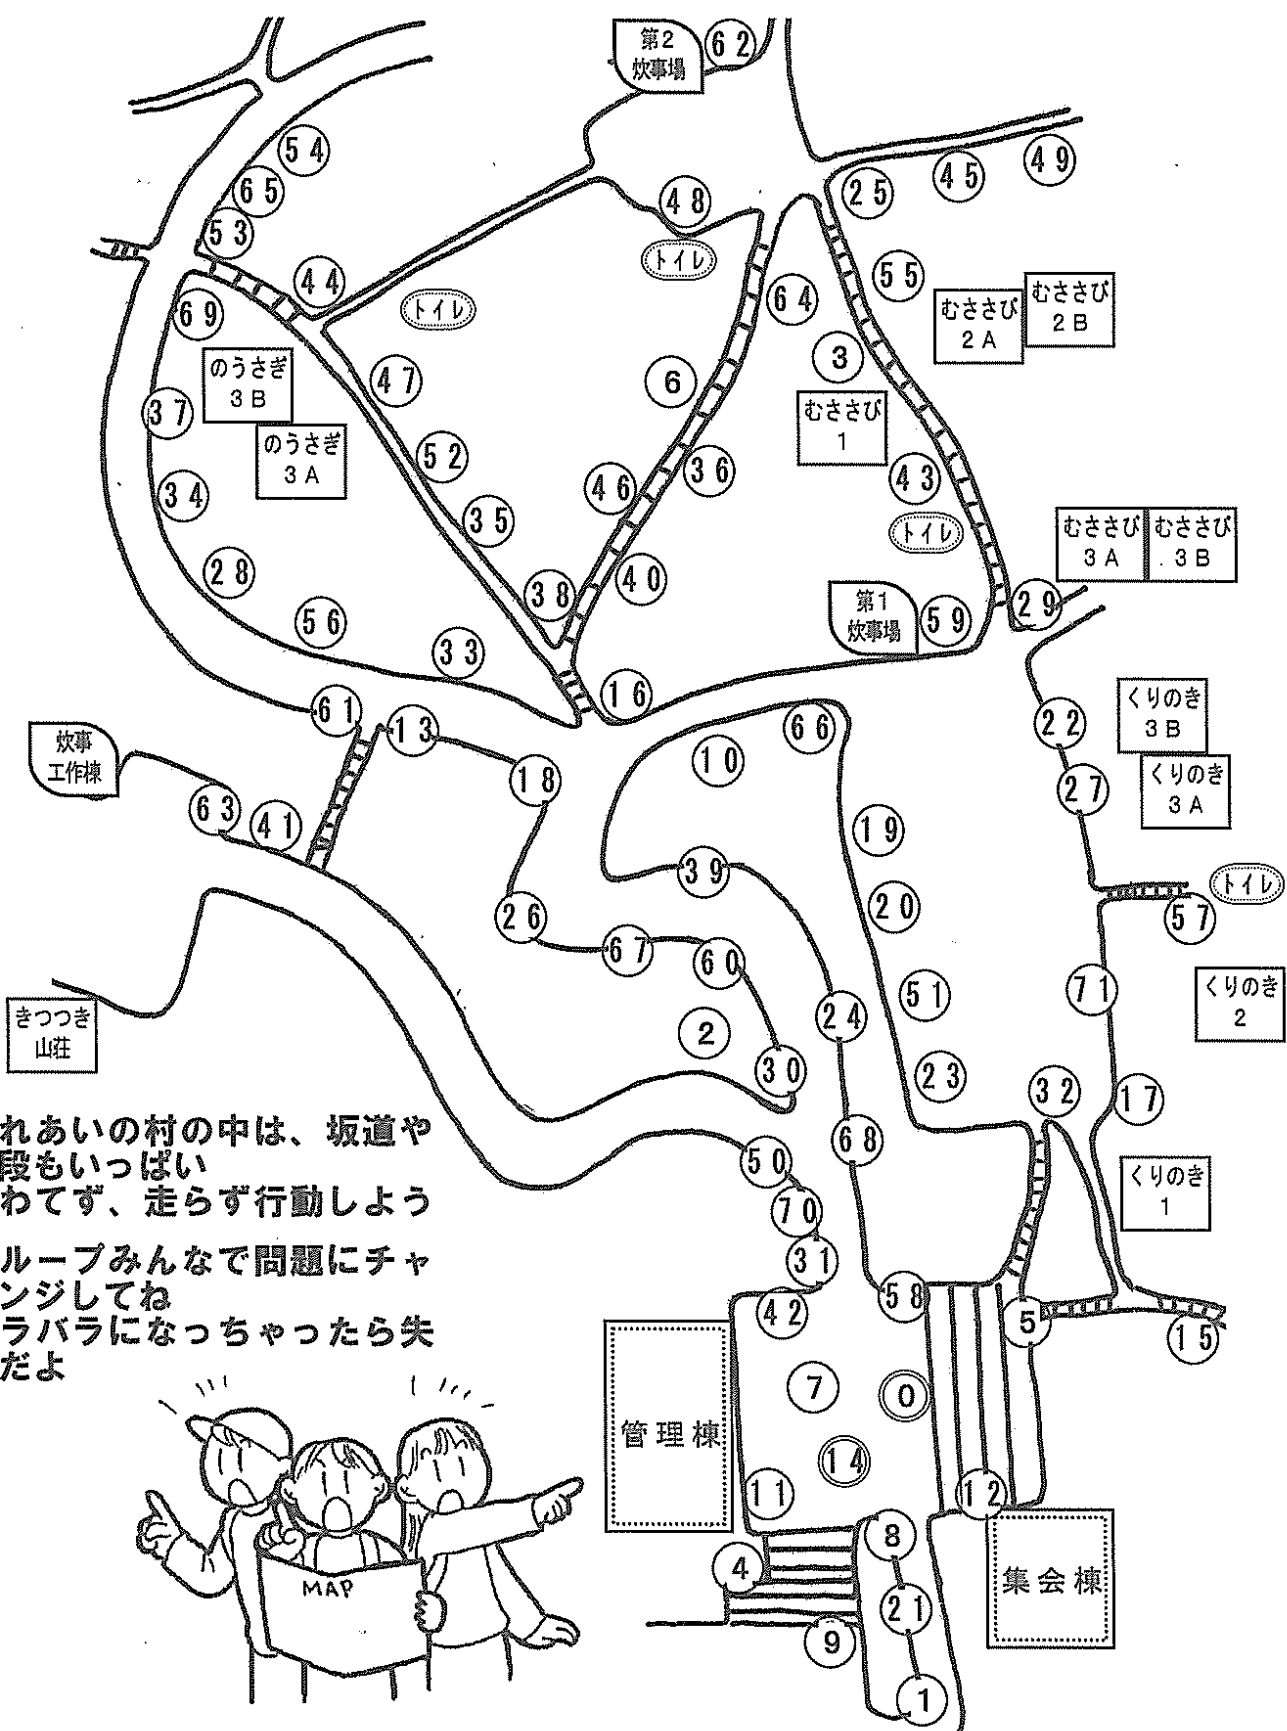 第2
炊事場
62
54
49
45
65
25
48
53
トイレ
55
44
64
トイレ
むささび
2A
むささび
2B
69
3
のうさぎ
3B
47
6
37
むささび
1
のうさぎ
3A
52
36
43
34
46
35
トイレ
むささび
3A
むささび
3B
28
40
38
29
第1
炊事場
59
56
33
16
61
13
66
22
くりのき
3B
炊事
工作棟
10
18
27
くりのき
3A
63
41
19
39
トイレ
20
26
57
67
60
51
71
くりのき
2
24
2
きつつき
山荘
30
23
32
17
れあいの村の中は、坂道や
段もいっぱい
わてず、走らず行動しよう
68
50
くりのき
1
70
ループみんなで問題にチャ
ンジしてね
ラバラになっちゃったら失
だよ
31
58
42
5
15
7
0
管理棟
14
11
12
8
4
集会棟
21
9
1
MAP